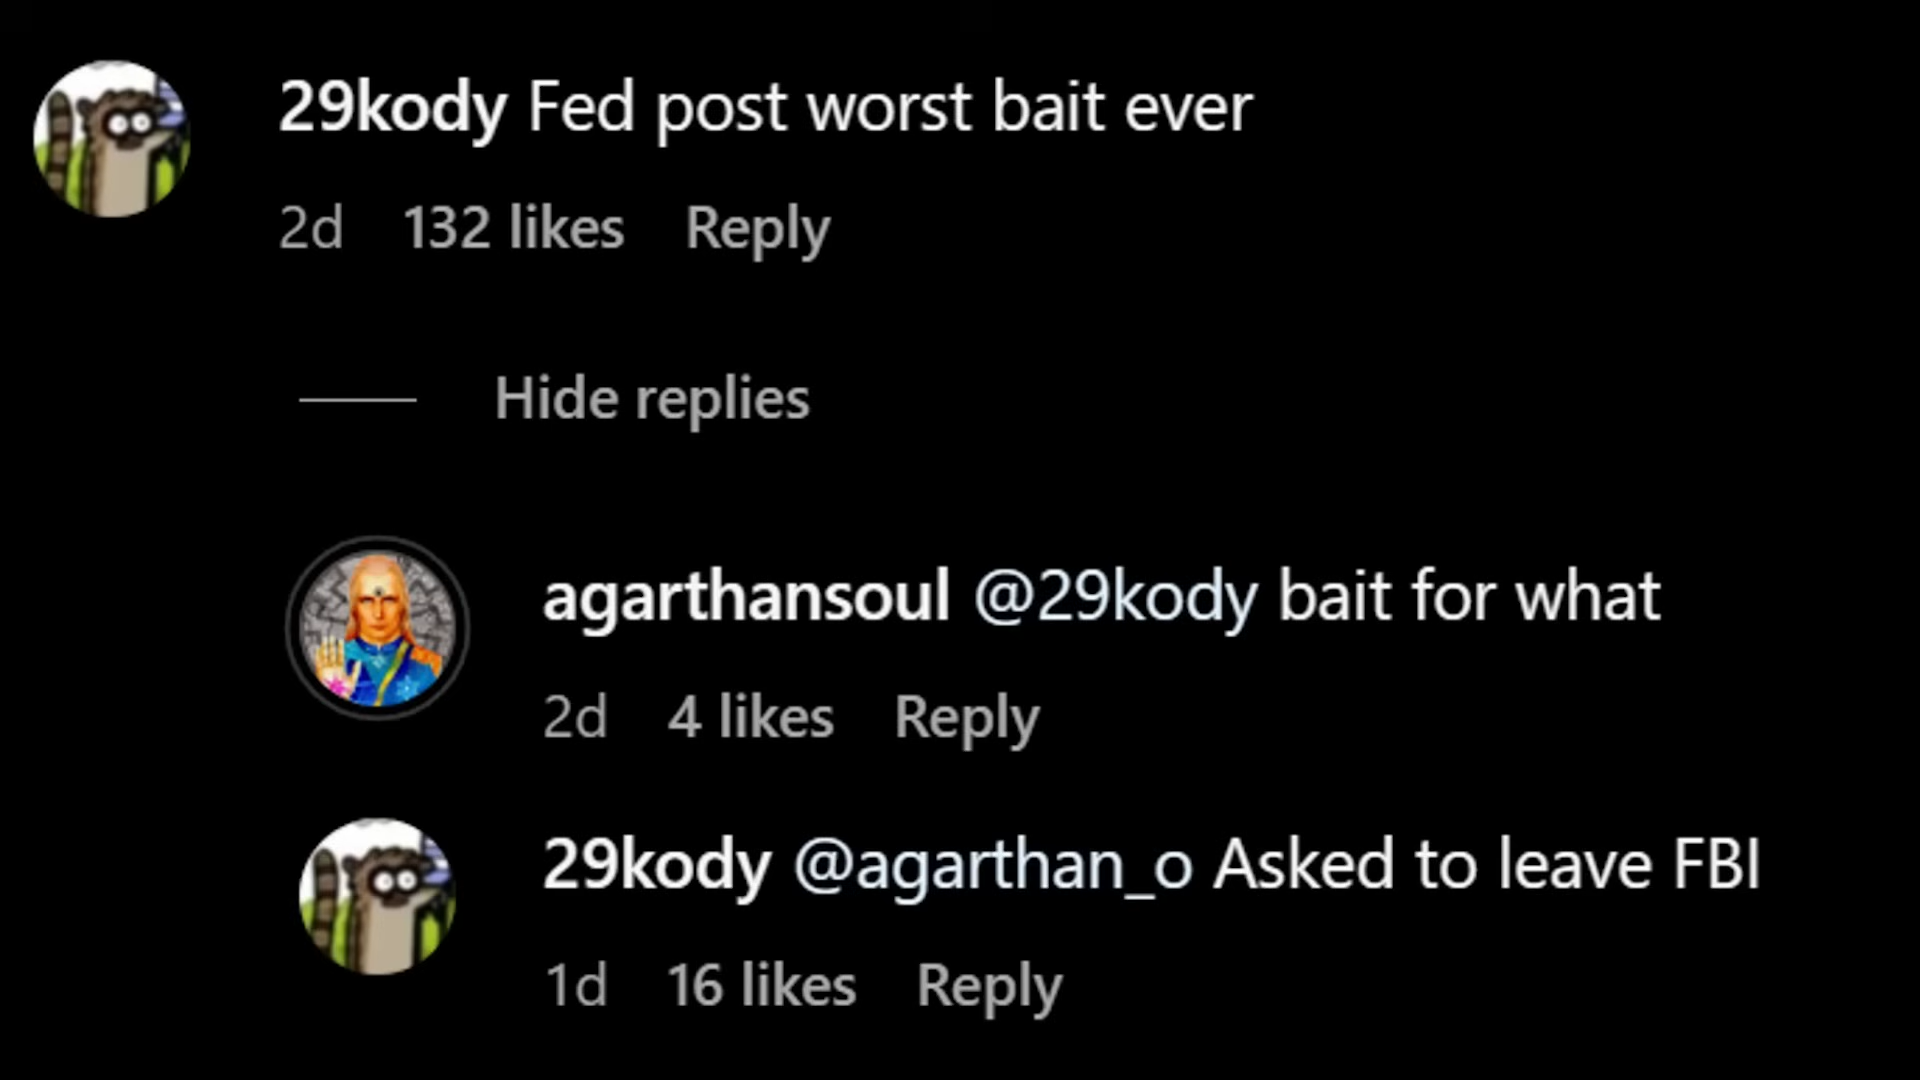 29kody Fed post worst bait ever
2d 132 likes Reply
Hide replies
agarthansoul @29kody bait for what
2d 4 likes Reply
29kody @agarthan_o Asked to leave FBI
1d 16 likes Reply